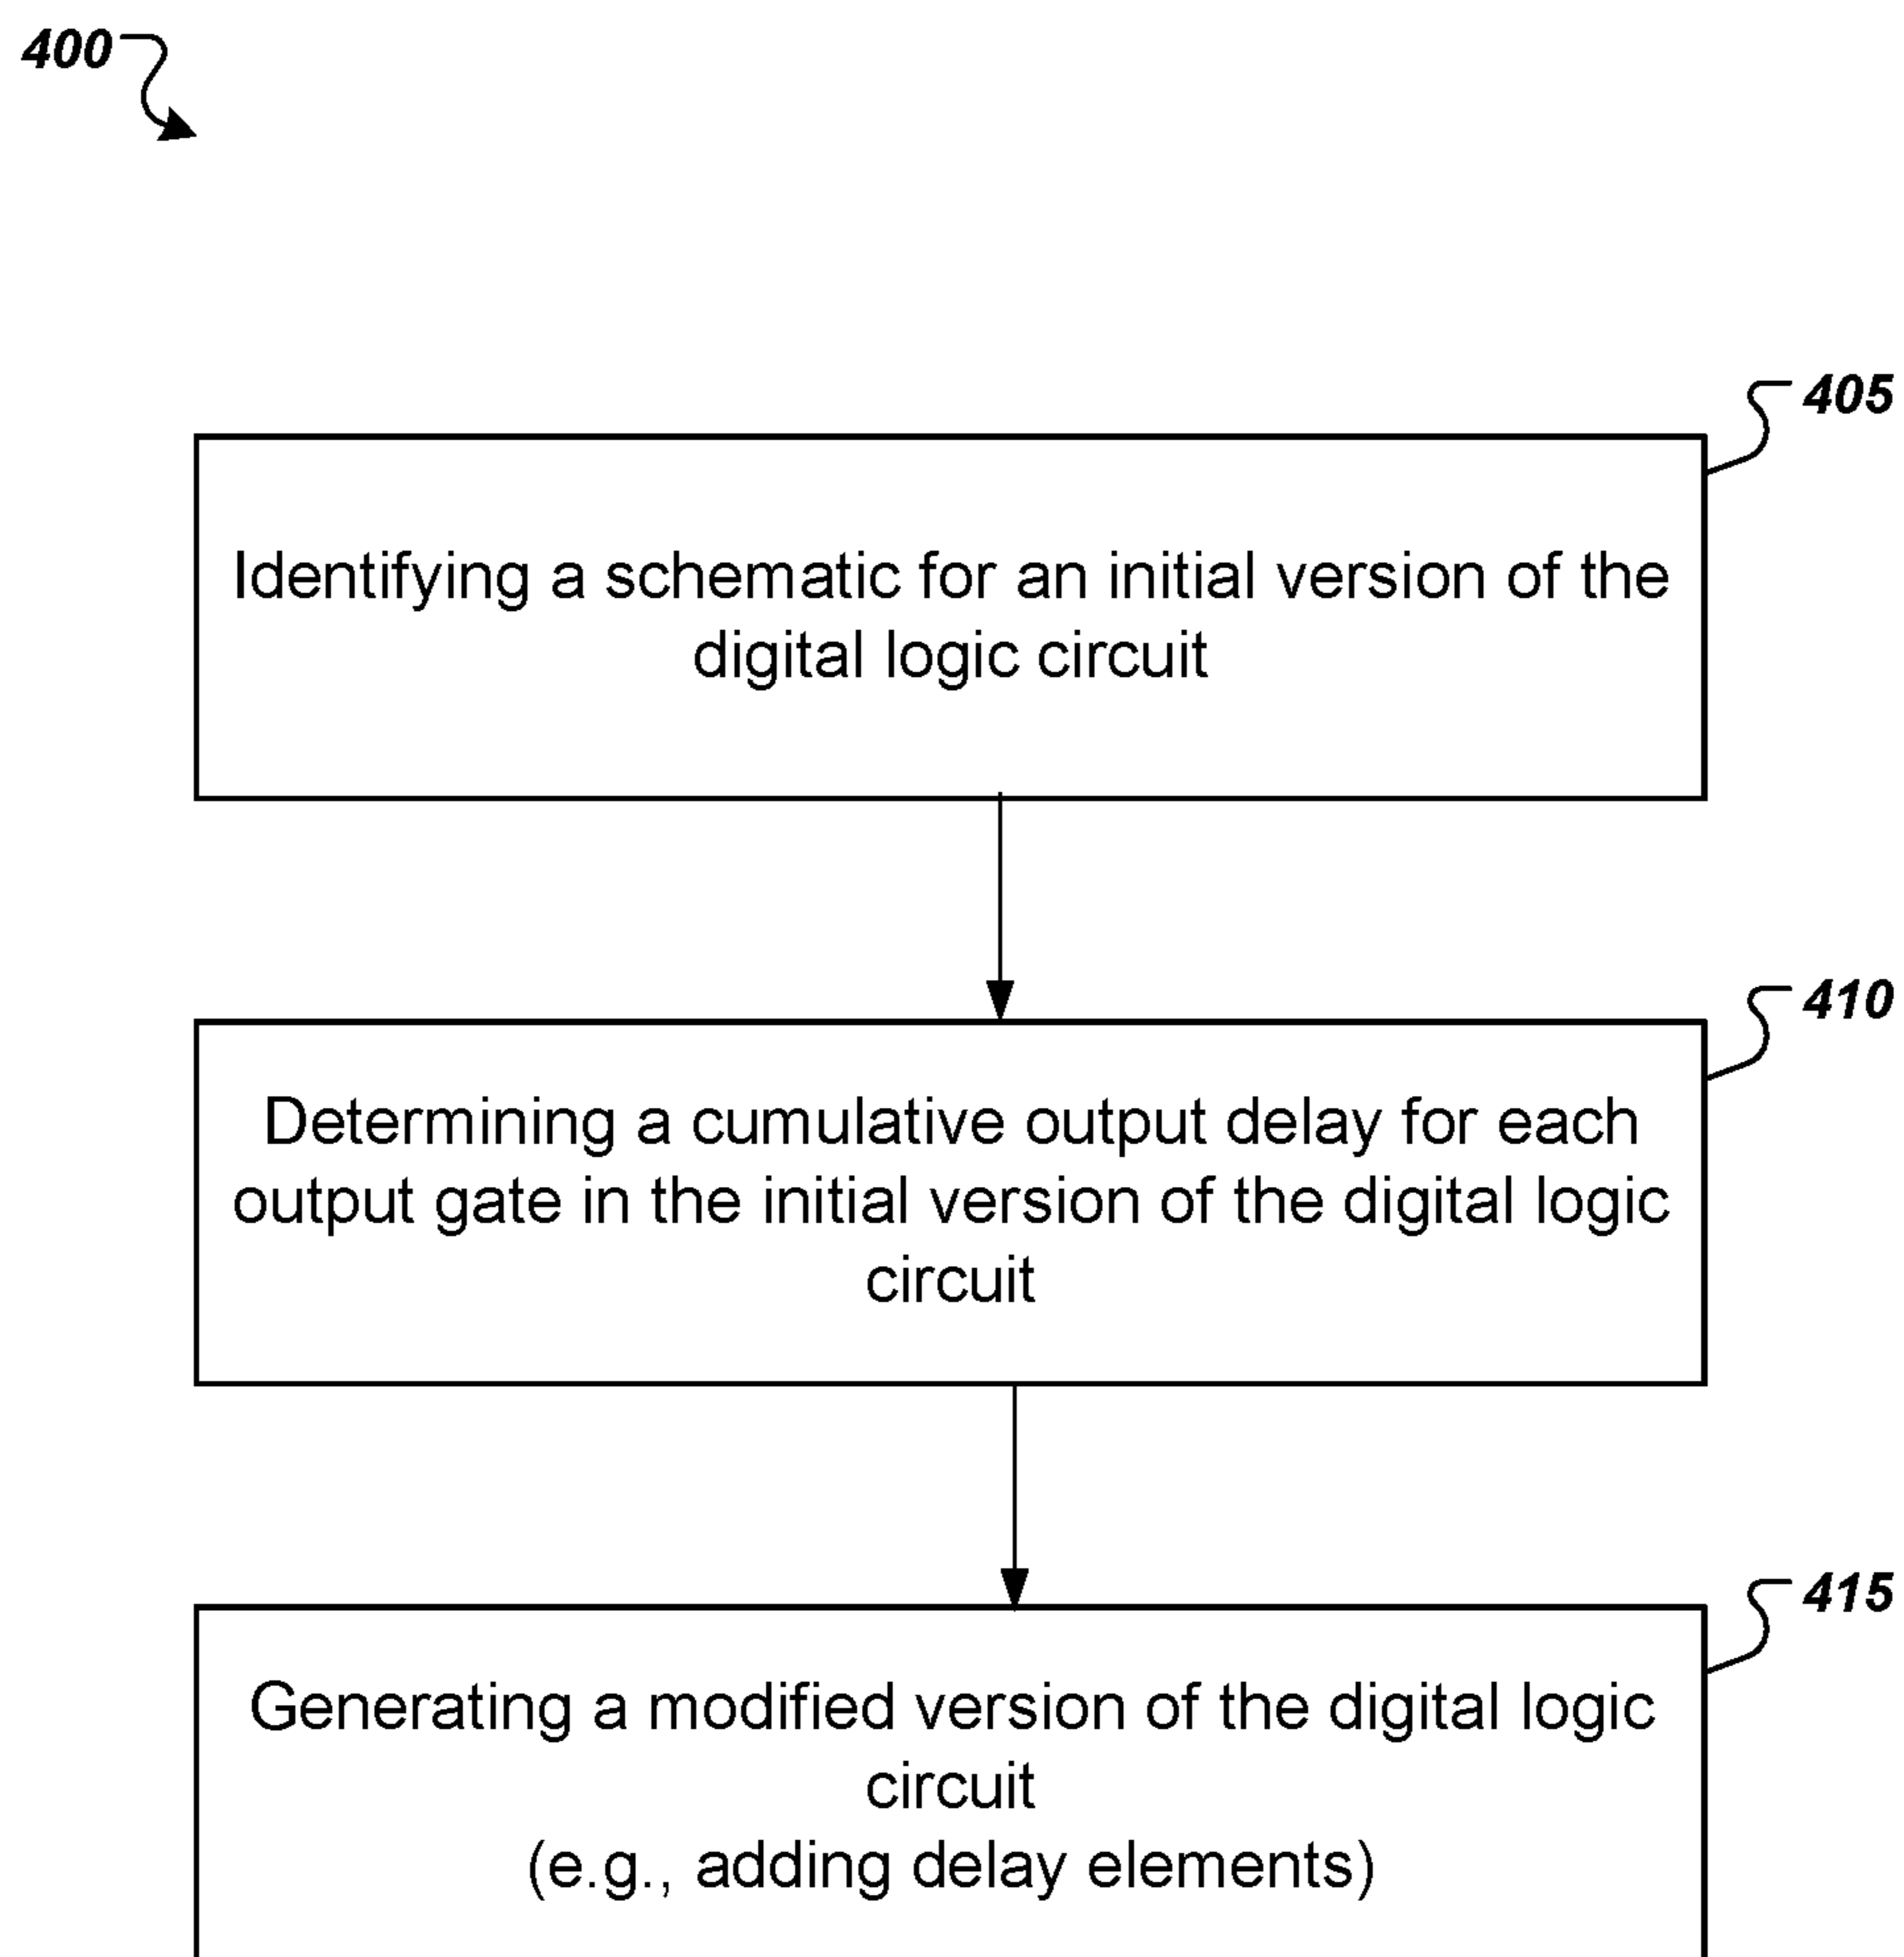 400
405
Identifying a schematic for an initial version of the
digital logic circuit
410
Determining a cumulative output delay for each
output gate in the initial version of the digital logic
circuit
415
Generating a modified version of the digital logic
circuit
(e.g., adding delay elements)